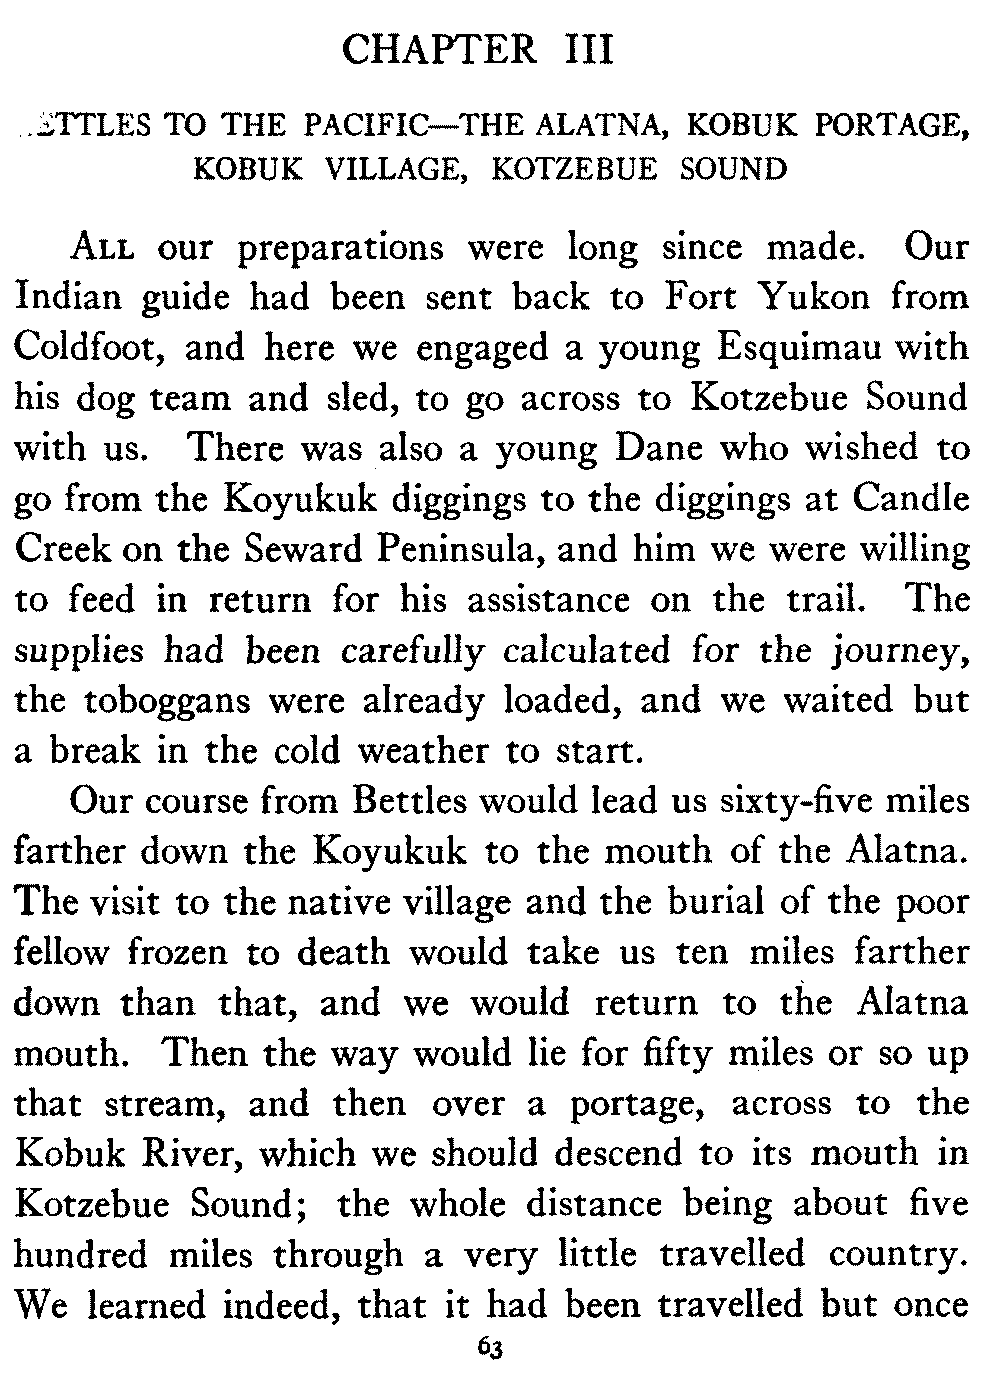 CHAPTER III
ETTLES TO THE PACIFIC—THE ALATNA, KOBUK PORTAGE,
KOBUK VILLAGE, KOTZEBUE SOUND
ALL our preparations were long since made. Our
Indian guide had been sent back to Fort Yukon from
Coldfoot, and here we engaged a young Esquimau with
his dog team and sled, to go across to Kotzebue Sound
with us. There was also a young Dane who wished to
go from the Koyukuk diggings to the diggings at Candle
Creek on the Seward Peninsula, and him we were willing
to feed in return for his assistance on the trail. The
supplies had been carefully calculated for the journey,
the toboggans were already loaded, and we waited but
a break in the cold weather to start.
Our course from Bettles would lead us sixty-five miles
farther down the Koyukuk to the mouth of the Alatna.
The visit to the native village and the burial of the poor
fellow frozen to death would take us ten miles farther
down than that, and we would return to the Alatna
mouth. Then the way would lie for fifty miles or so up
that stream, and then over a portage, across to the
Kobuk River, which we should descend to its mouth in
Kotzebue Sound; the whole distance being about five
hundred miles through a very little travelled country.
We learned indeed, that it had been travelled but once
63